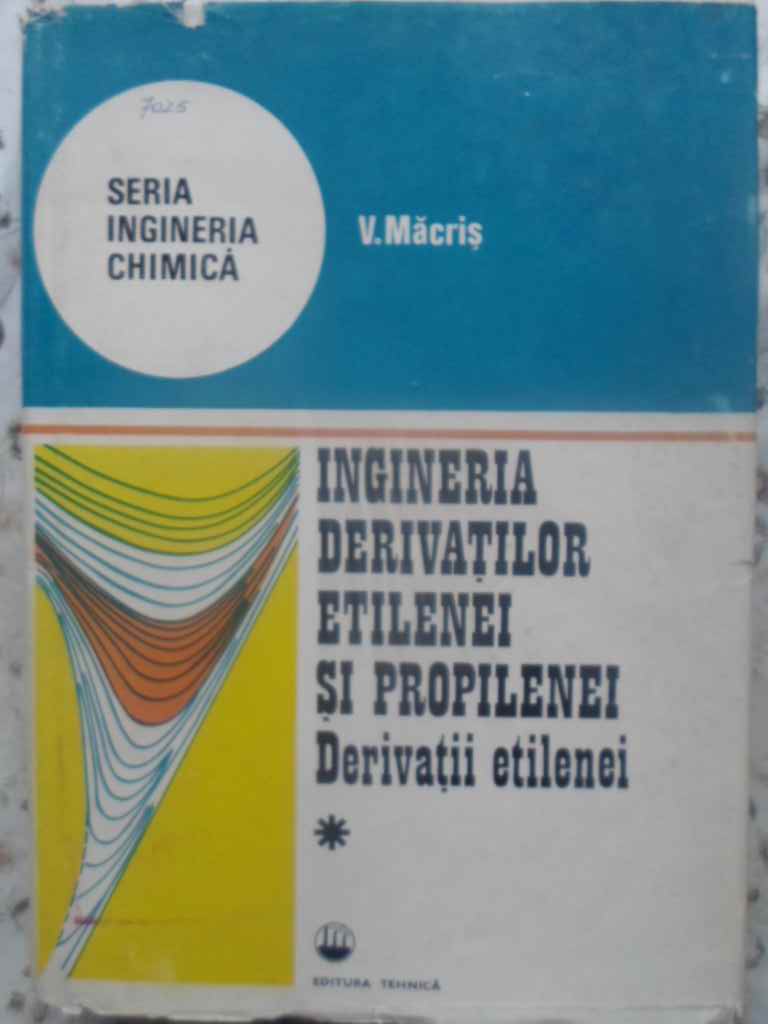 7025
SERIA
INGINERIA
CHIMICĂ
V.Măcriș
INGINERIA
DERIVAȚILOR
ETILENEI
ȘI PROPILENEI
Derivații etilenei
*
EDITURA TEHNICĂ